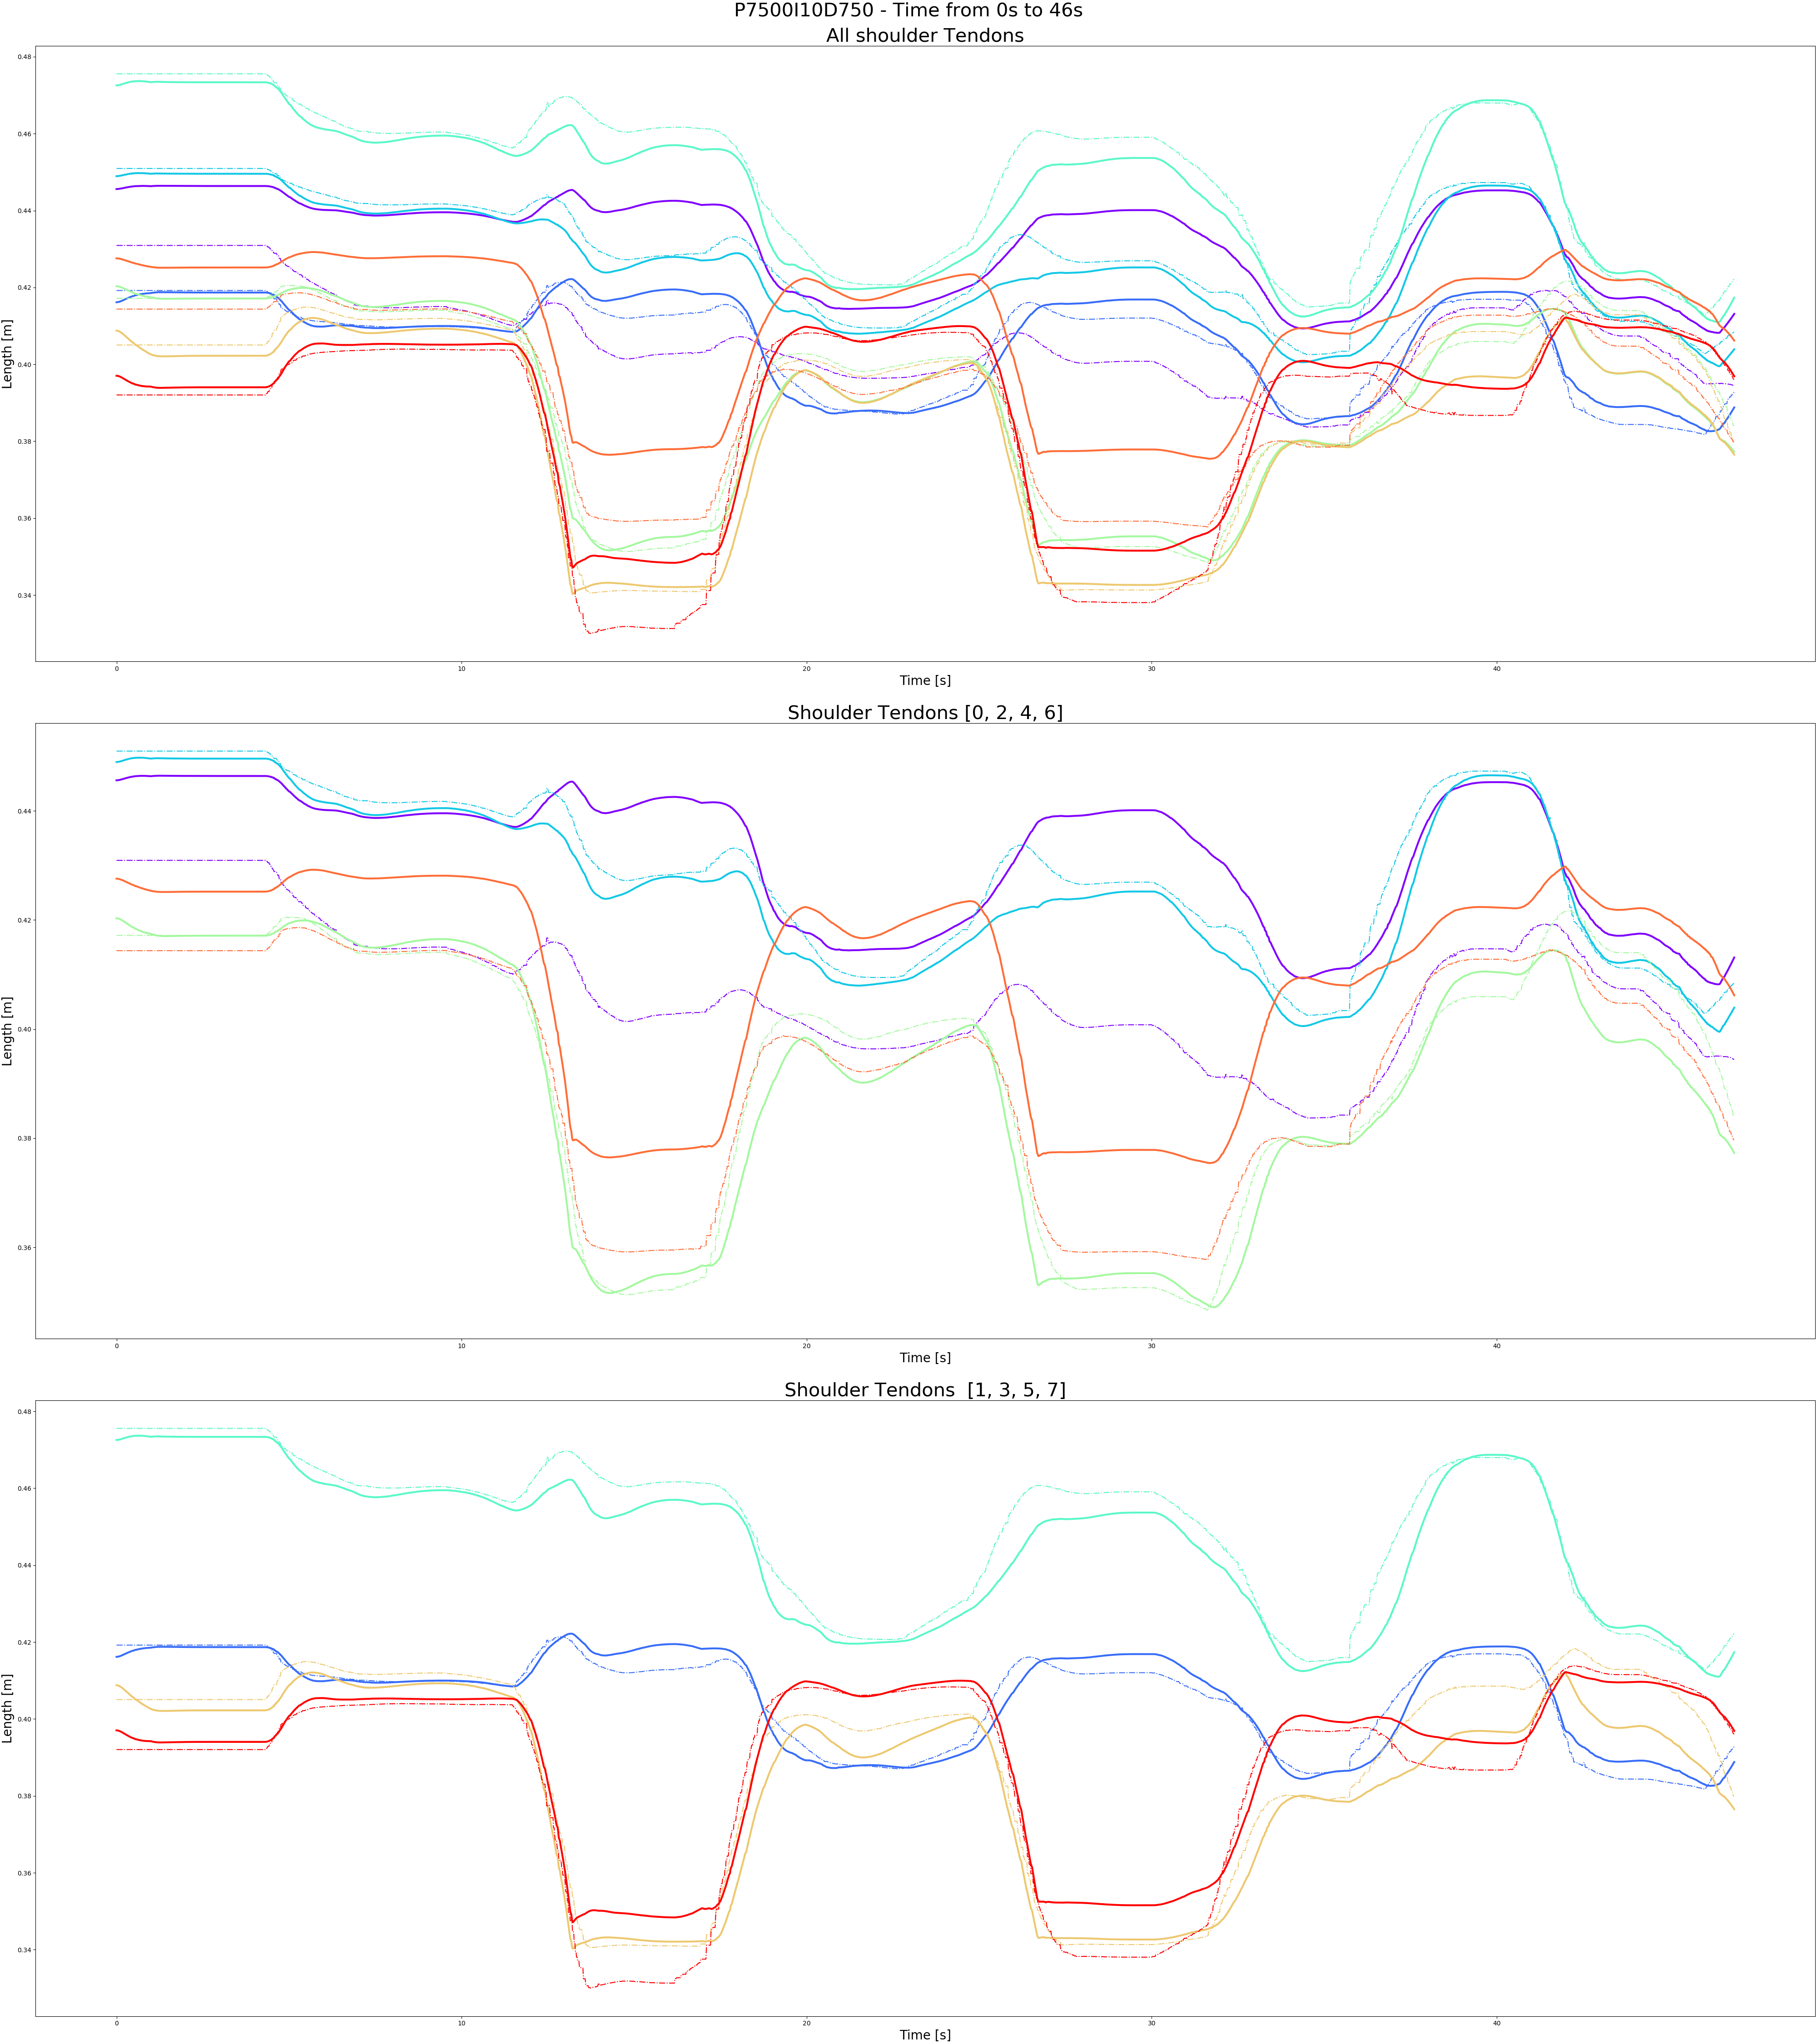 P7500I10D750 - Time from 0s to 46s
All shoulder Tendons
0.48
0.46
0.44
0.42
0.40
0.38
0.36
0.34
Length [m]
0 10 20 30 40
Time [s]
Shoulder Tendons [0, 2, 4, 6]
0.44
0.42
0.40
0.38
0.36
Length [m]
0 10 20 30 40
Time [s]
Shoulder Tendons  [1, 3, 5, 7]
0.48
0.46
0.44
0.42
0.40
0.38
0.36
0.34
Length [m]
0 10 20 30 40
Time [s]